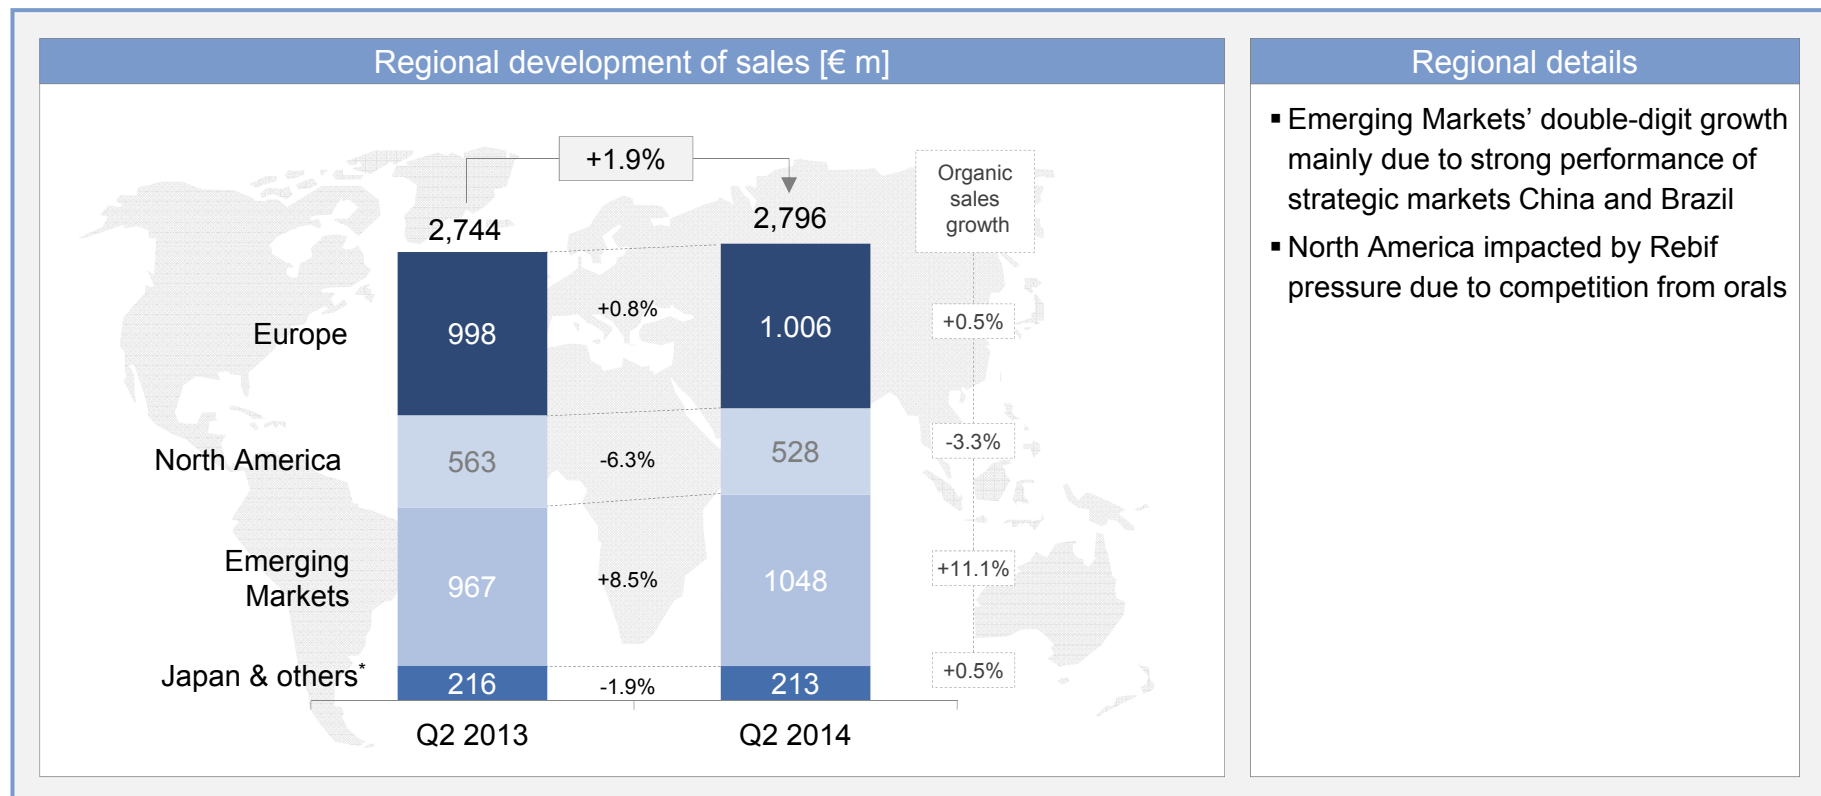 Regional development of sales [€ m]
+1.9%
2,744
2,796
Organic
sales
growth
Europe
998
+0.8%
1.006
+0.5%
North America
563
-6.3%
528
-3.3%
Emerging
Markets
967
+8.5%
1048
+11.1%
Japan & others*
216
-1.9%
213
+0.5%
Q2 2013
Q2 2014
Regional details
▪ Emerging Markets’ double-digit growth
mainly due to strong performance of
strategic markets China and Brazil
▪ North America impacted by Rebif
pressure due to competition from orals